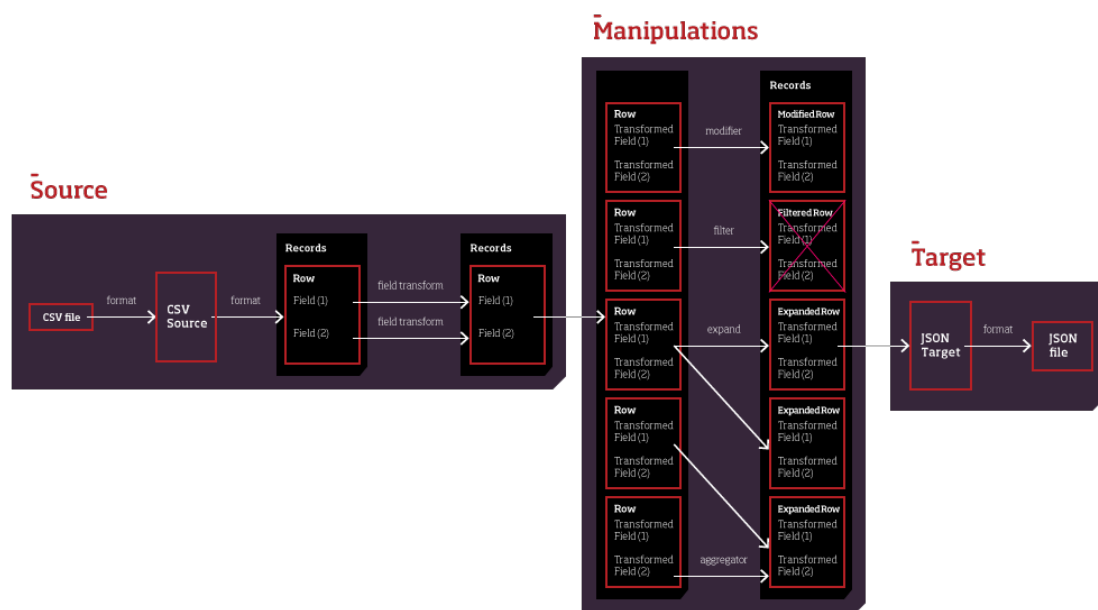 Source
CSV file
format
CSV
Source
format
Records
Row
Field (1)
Field (2)
field transform
field transform
Records
Row
Field (1)
Field (2)
Manipulations
Row
Transformed
Field (1)
Transformed
Field (2)
Row
Transformed
Field (1)
Transformed
Field (2)
Row
Transformed
Field (1)
Transformed
Field (2)
Row
Transformed
Field (1)
Transformed
Field (2)
Row
Transformed
Field (1)
Transformed
Field (2)
modifier
filter
expand
aggregator
Records
Modified Row
Transformed
Field (1)
Transformed
Field (2)
Filtered Row
Transformed
Field (1)
Transformed
Field (2)
Expanded Row
Transformed
Field (1)
Transformed
Field (2)
Expanded Row
Transformed
Field (1)
Transformed
Field (2)
Expanded Row
Transformed
Field (1)
Transformed
Field (2)
Target
JSON
Target
format
JSON
file